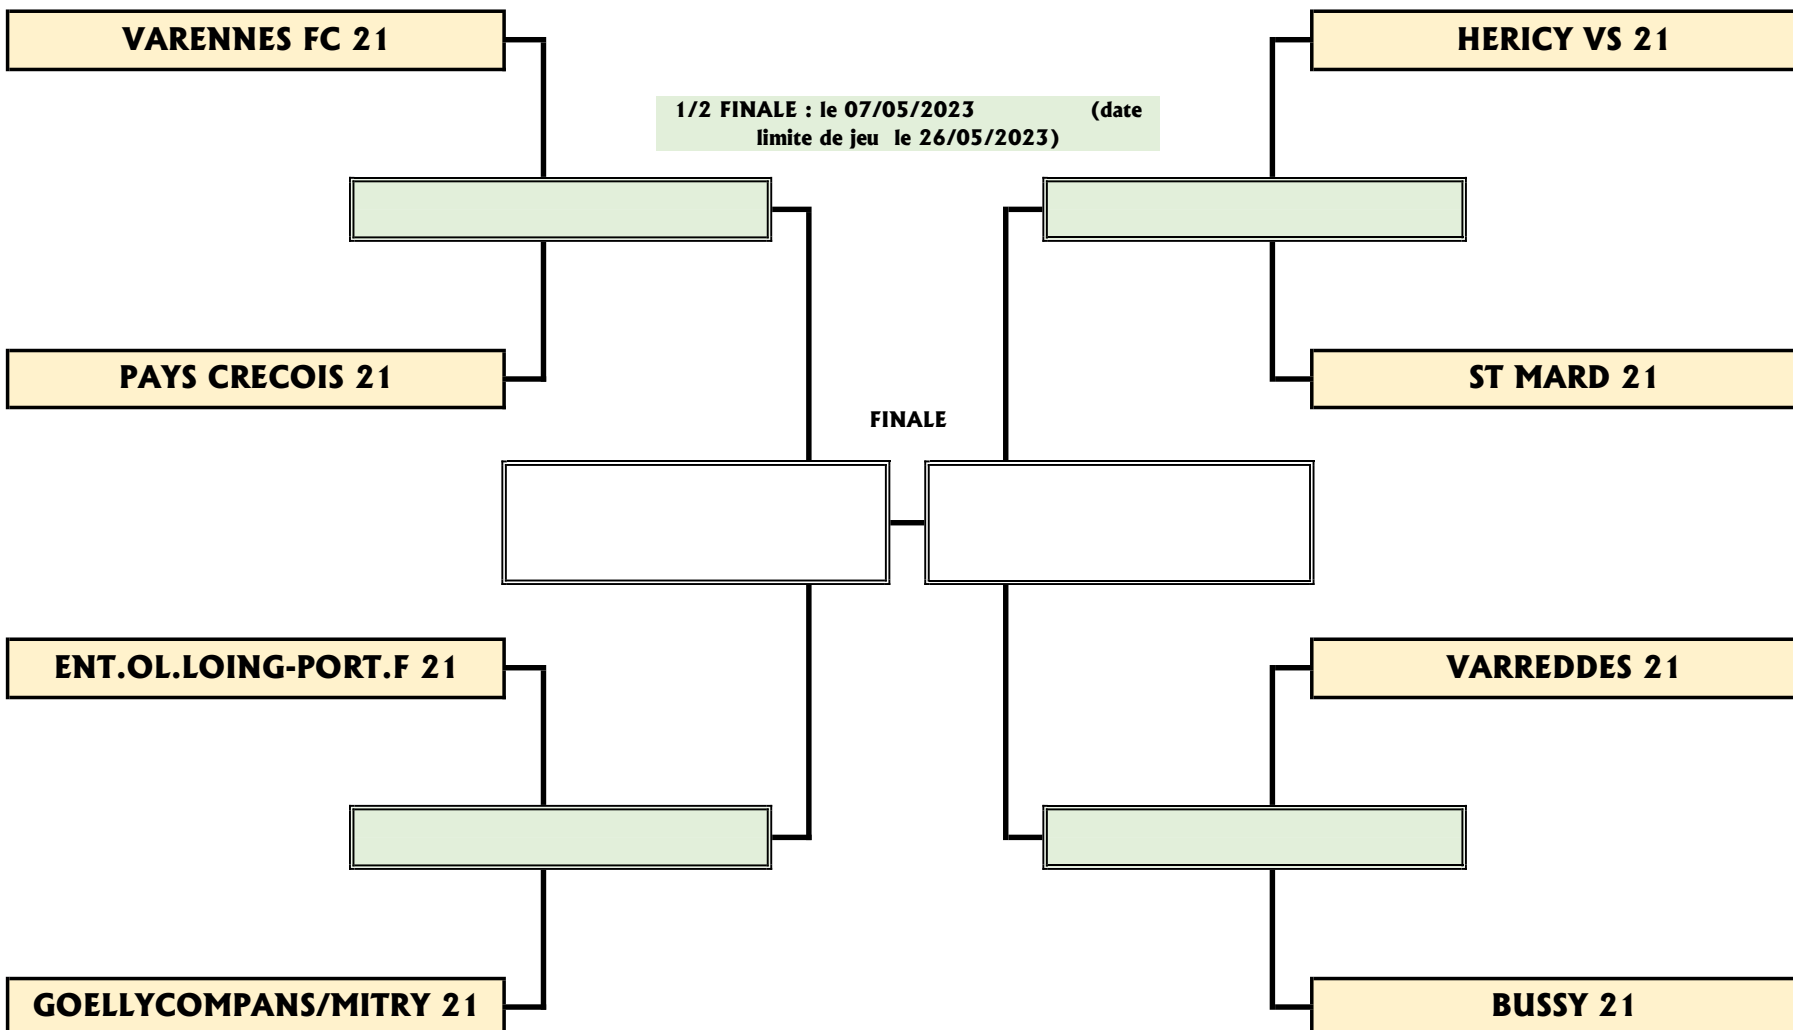 VARENNES FC 21
HERICY VS 21
1/2 FINALE : le 07/05/2023 (date
limite de jeu le 26/05/2023)
PAYS CRECOIS 21
ST MARD 21
FINALE
ENT.OL.LOING-PORT.F 21
VARREDDES 21
GOELLYCOMPANS/MITRY 21
BUSSY 21